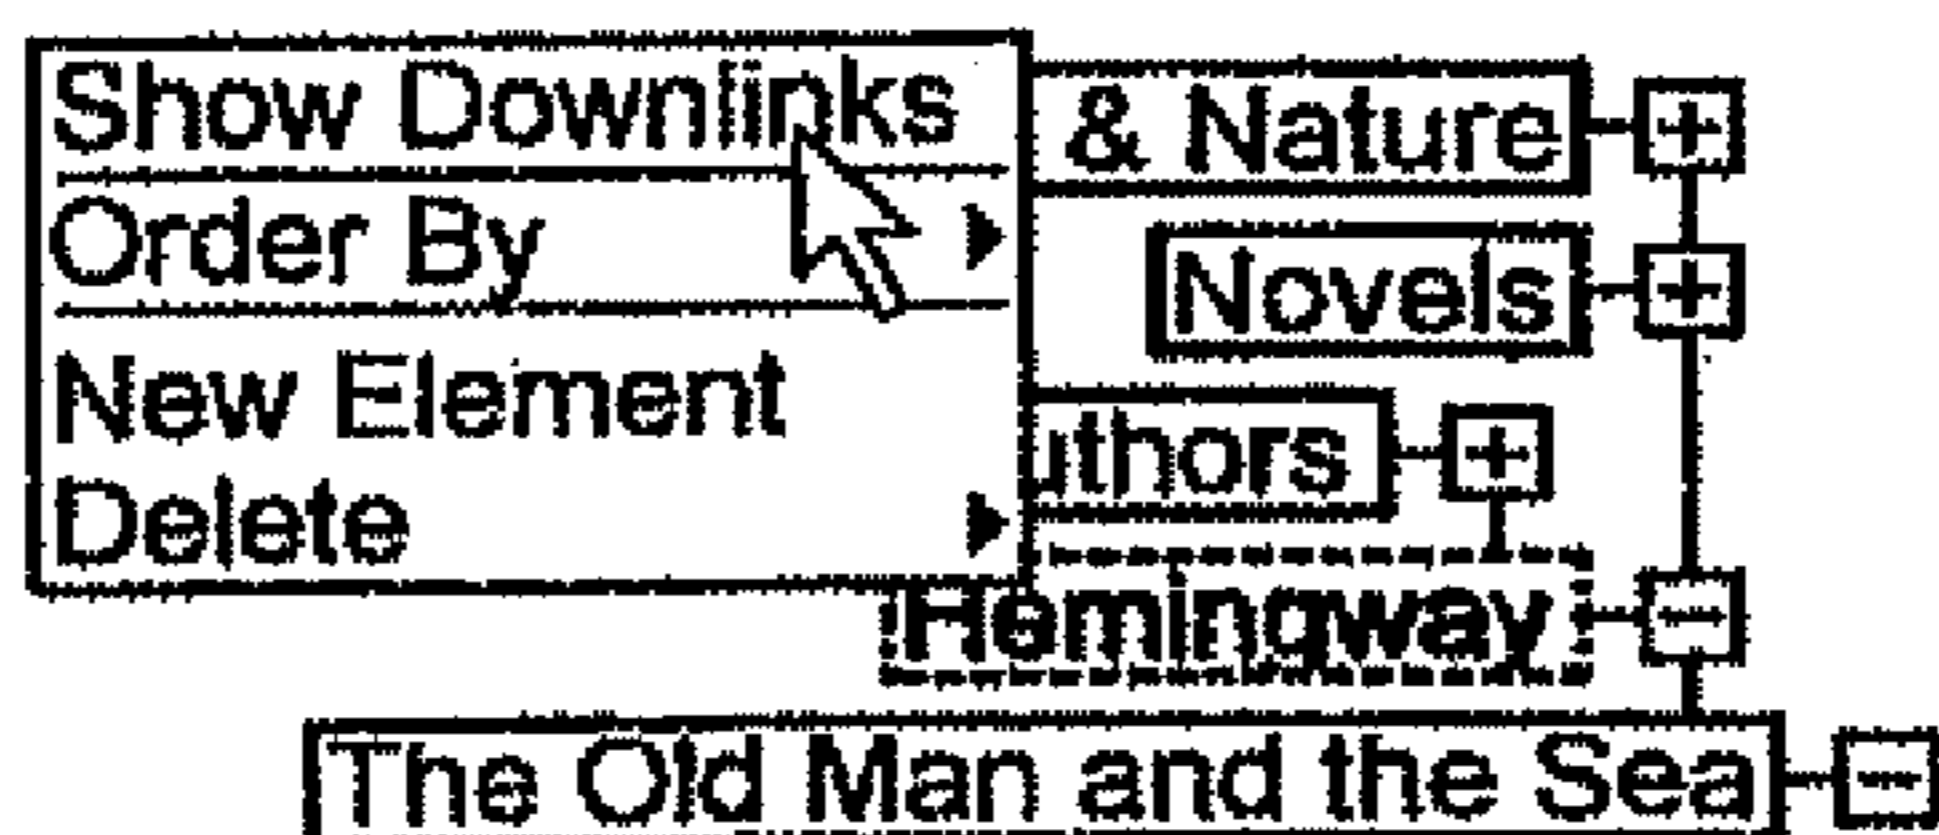 Show Downlinks
Order By
New Element
Delete
& Nature
Novels
uthors
Hemingway
The Old Man and the Sea